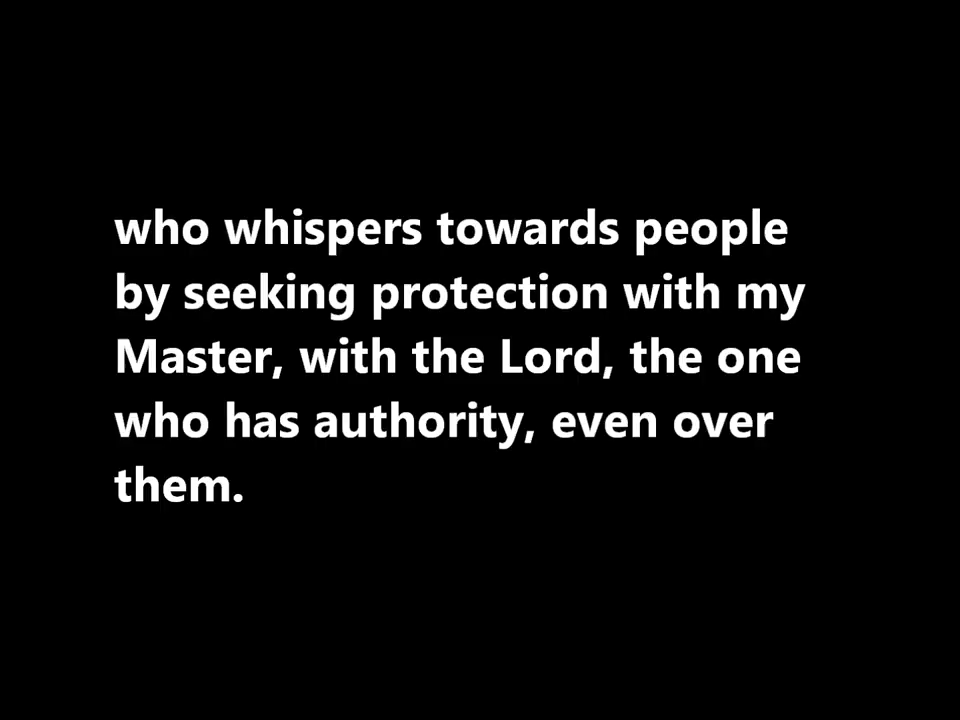 who whispers towards people
by seeking protection with my
Master, with the Lord, the one
who has authority, even over
them.